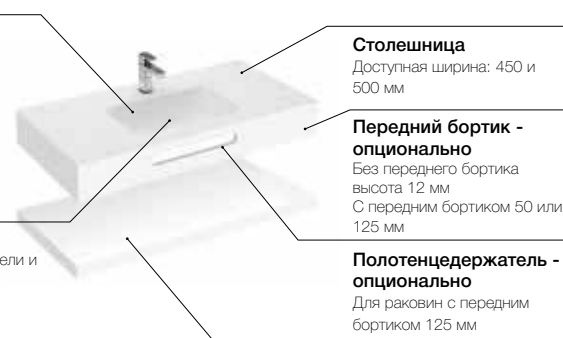 Столешница
Доступная ширина: 450 и
500 мм
Передний бортик -
опционально
Без переднего бортика
высота 12 мм
С передним бортиком 50 или
125 мм
ели и
Полотенцедержатель -
опционально
Для раковин с передним
бортиком 125 мм